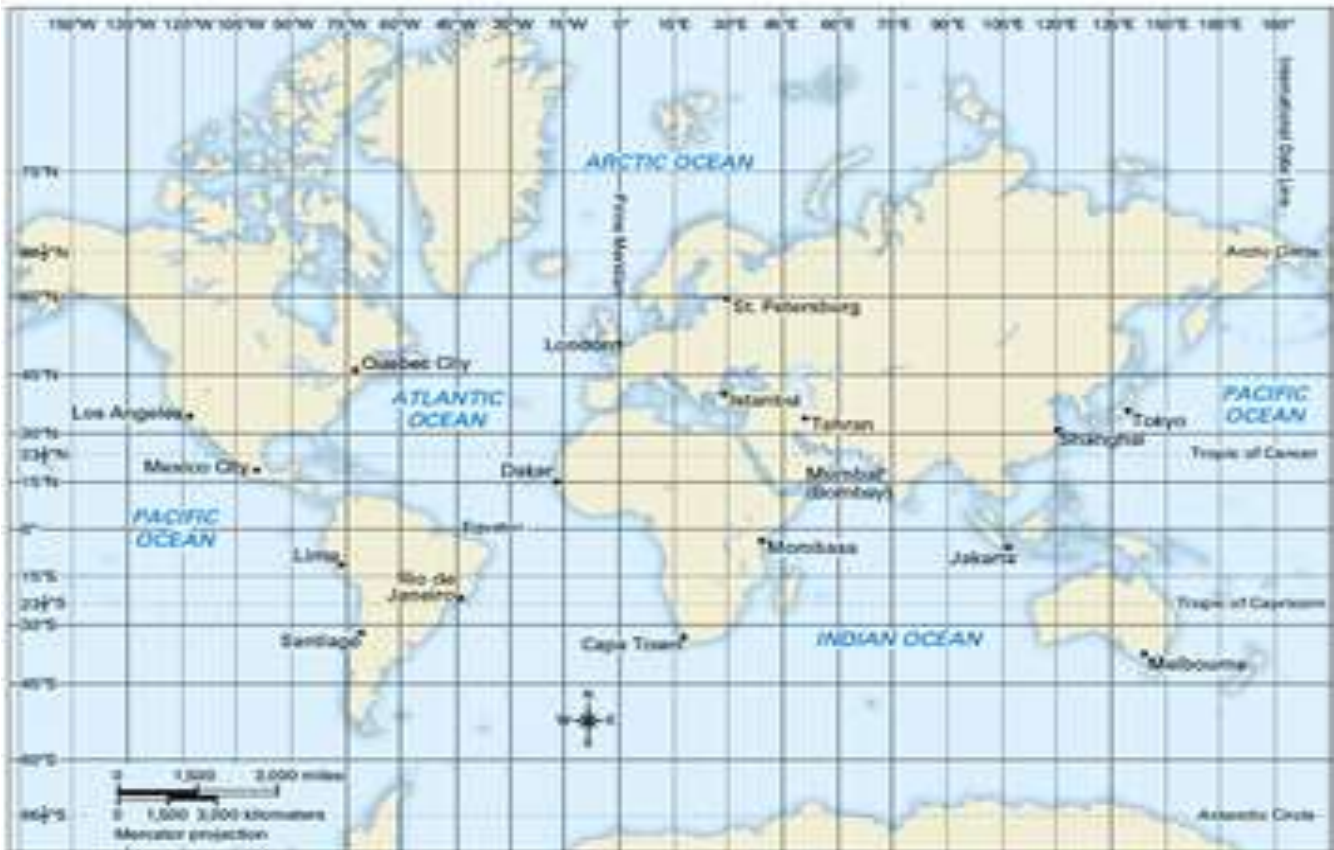 150°W 135°W 120°W 105°W 90°W 75°W 60°W 45°W 30°W 15°W 0° 15°E 30°E 45°E 60°E 75°E 90°E 105°E 120°E 135°E 150°E 165°E 180°
International Date Line
ARCTIC OCEAN
75°N
Prime Meridian
66½°N
Arctic Circle
60°N
St. Petersburg
London
Quebec City
45°N
ATLANTIC
OCEAN
PACIFIC
OCEAN
Istanbul
Los Angeles
Tehran
Tokyo
30°N
Shanghai
23½°N
Tropic of Cancer
Mexico City
Dakar
Mumbai
(Bombay)
15°N
PACIFIC
OCEAN
0°
Equator
Lima
Mombasa
Jakarta
15°S
Rio de
Janeiro
23½°S
Tropic of Capricorn
30°S
Santiago
Cape Town
INDIAN OCEAN
Melbourne
45°S
N
W E
S
60°S
0 1,500 3,000 miles
0 1,500 3,000 kilometers
66½°S
Antarctic Circle
Mercator projection